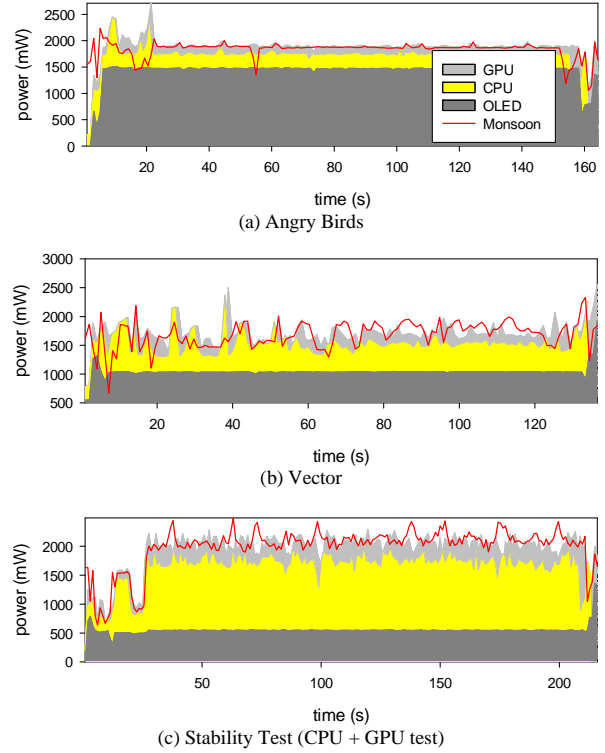 2500
2000
1500
1000
500
0
power (mW)
GPU
CPU
OLED
Monsoon
20 40 60 80 100 120 140 160
time (s)
(a) Angry Birds
3000
2500
2000
1500
1000
500
power (mW)
20 40 60 80 100 120
time (s)
(b) Vector
2000
1500
1000
500
0
power (mW)
50 100 150 200
time (s)
(c) Stability Test (CPU + GPU test)